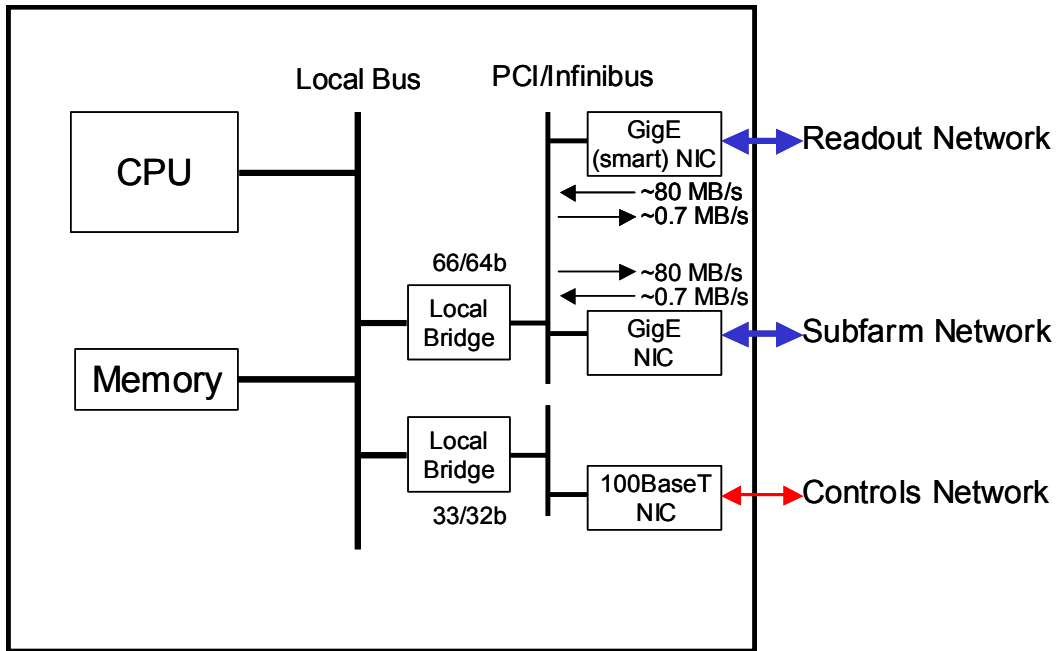 Local Bus
PCI/Infinibus
CPU
GigE
(smart) NIC
Readout Network
~80 MB/s
~0.7 MB/s
66/64b
~80 MB/s
~0.7 MB/s
Local
Bridge
GigE
NIC
Subfarm Network
Memory
Local
Bridge
33/32b
100BaseT
NIC
Controls Network